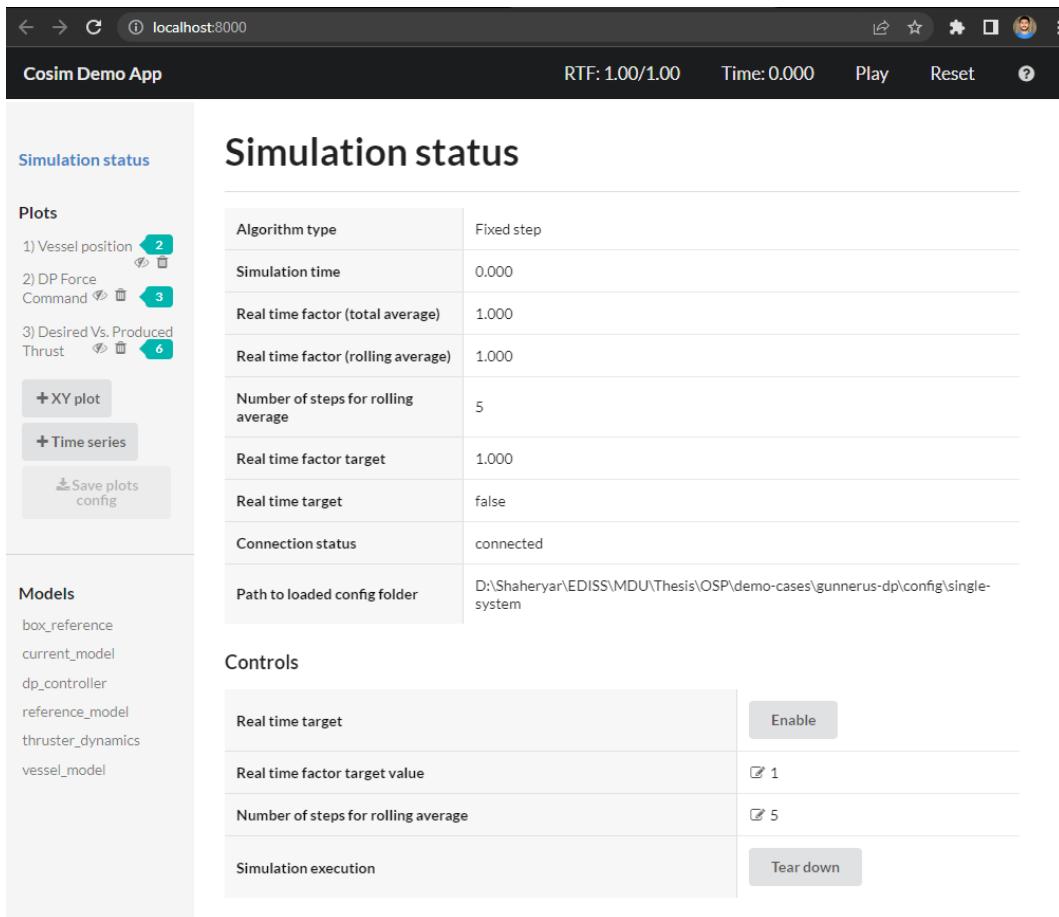 localhost:8000
Cosim Demo App
RTF: 1.00/1.00
Time: 0.000
Play
Reset
?
Simulation status
Plots
1) Vessel position
2
2) DP Force
Command
3
3) Desired Vs. Produced
Thrust
6
+ XY plot
+ Time series
Save plots
config
Models
box_reference
current_model
dp_controller
reference_model
thruster_dynamics
vessel_model
Simulation status
Algorithm type
Fixed step
Simulation time
0.000
Real time factor (total average)
1.000
Real time factor (rolling average)
1.000
Number of steps for rolling
average
5
Real time factor target
1.000
Real time target
false
Connection status
connected
Path to loaded config folder
D:\Shaheryar\EDISS\MDU\Thesis\OSP\demo-cases\gunnerus-dp\config\single-
system
Controls
Real time target
Enable
Real time factor target value
1
Number of steps for rolling average
5
Simulation execution
Tear down